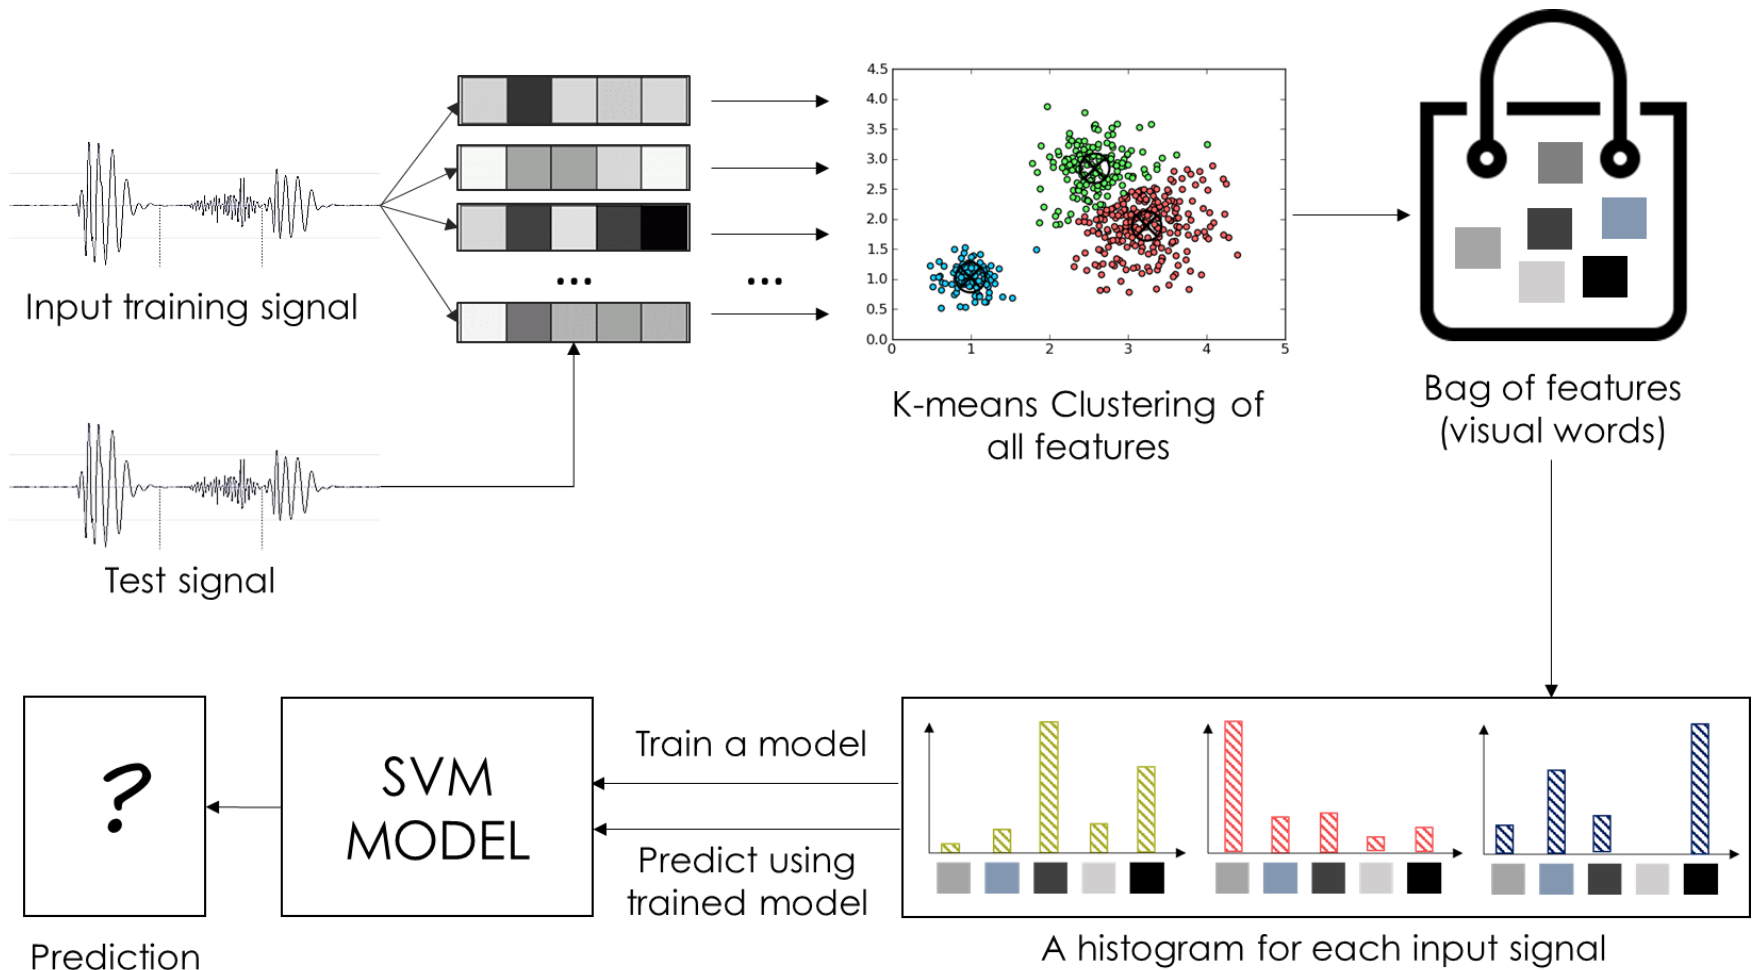 ...
...
Input training signal
4.5
4.0
3.5
3.0
2.5
2.0
1.5
1.0
0.5
0.0
0
1
2
3
4
5
K-means Clustering of
all features
Bag of features
(visual words)
Test signal
?
Prediction
SVM
MODEL
Train a model
Predict using
trained model
A histogram for each input signal